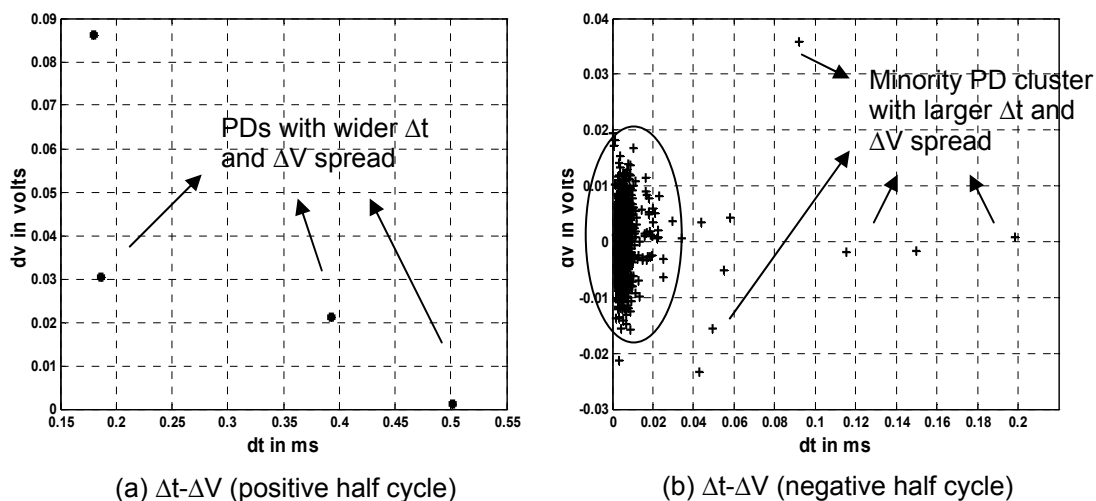 0.09
0.08
0.07
0.06
0.05
0.04
0.03
0.02
0.01
0
dv in volts
PDs with wider Δt
and ΔV spread
0.15 0.2 0.25 0.3 0.35 0.4 0.45 0.5 0.55
dt in ms
(a) Δt-ΔV (positive half cycle)
0.04
0.03
0.02
0.01
0
-0.01
-0.02
-0.03
dv in volts
Minority PD cluster
with larger Δt and
ΔV spread
0 0.02 0.04 0.06 0.08 0.1 0.12 0.14 0.16 0.18 0.2
dt in ms
(b) Δt-ΔV (negative half cycle)